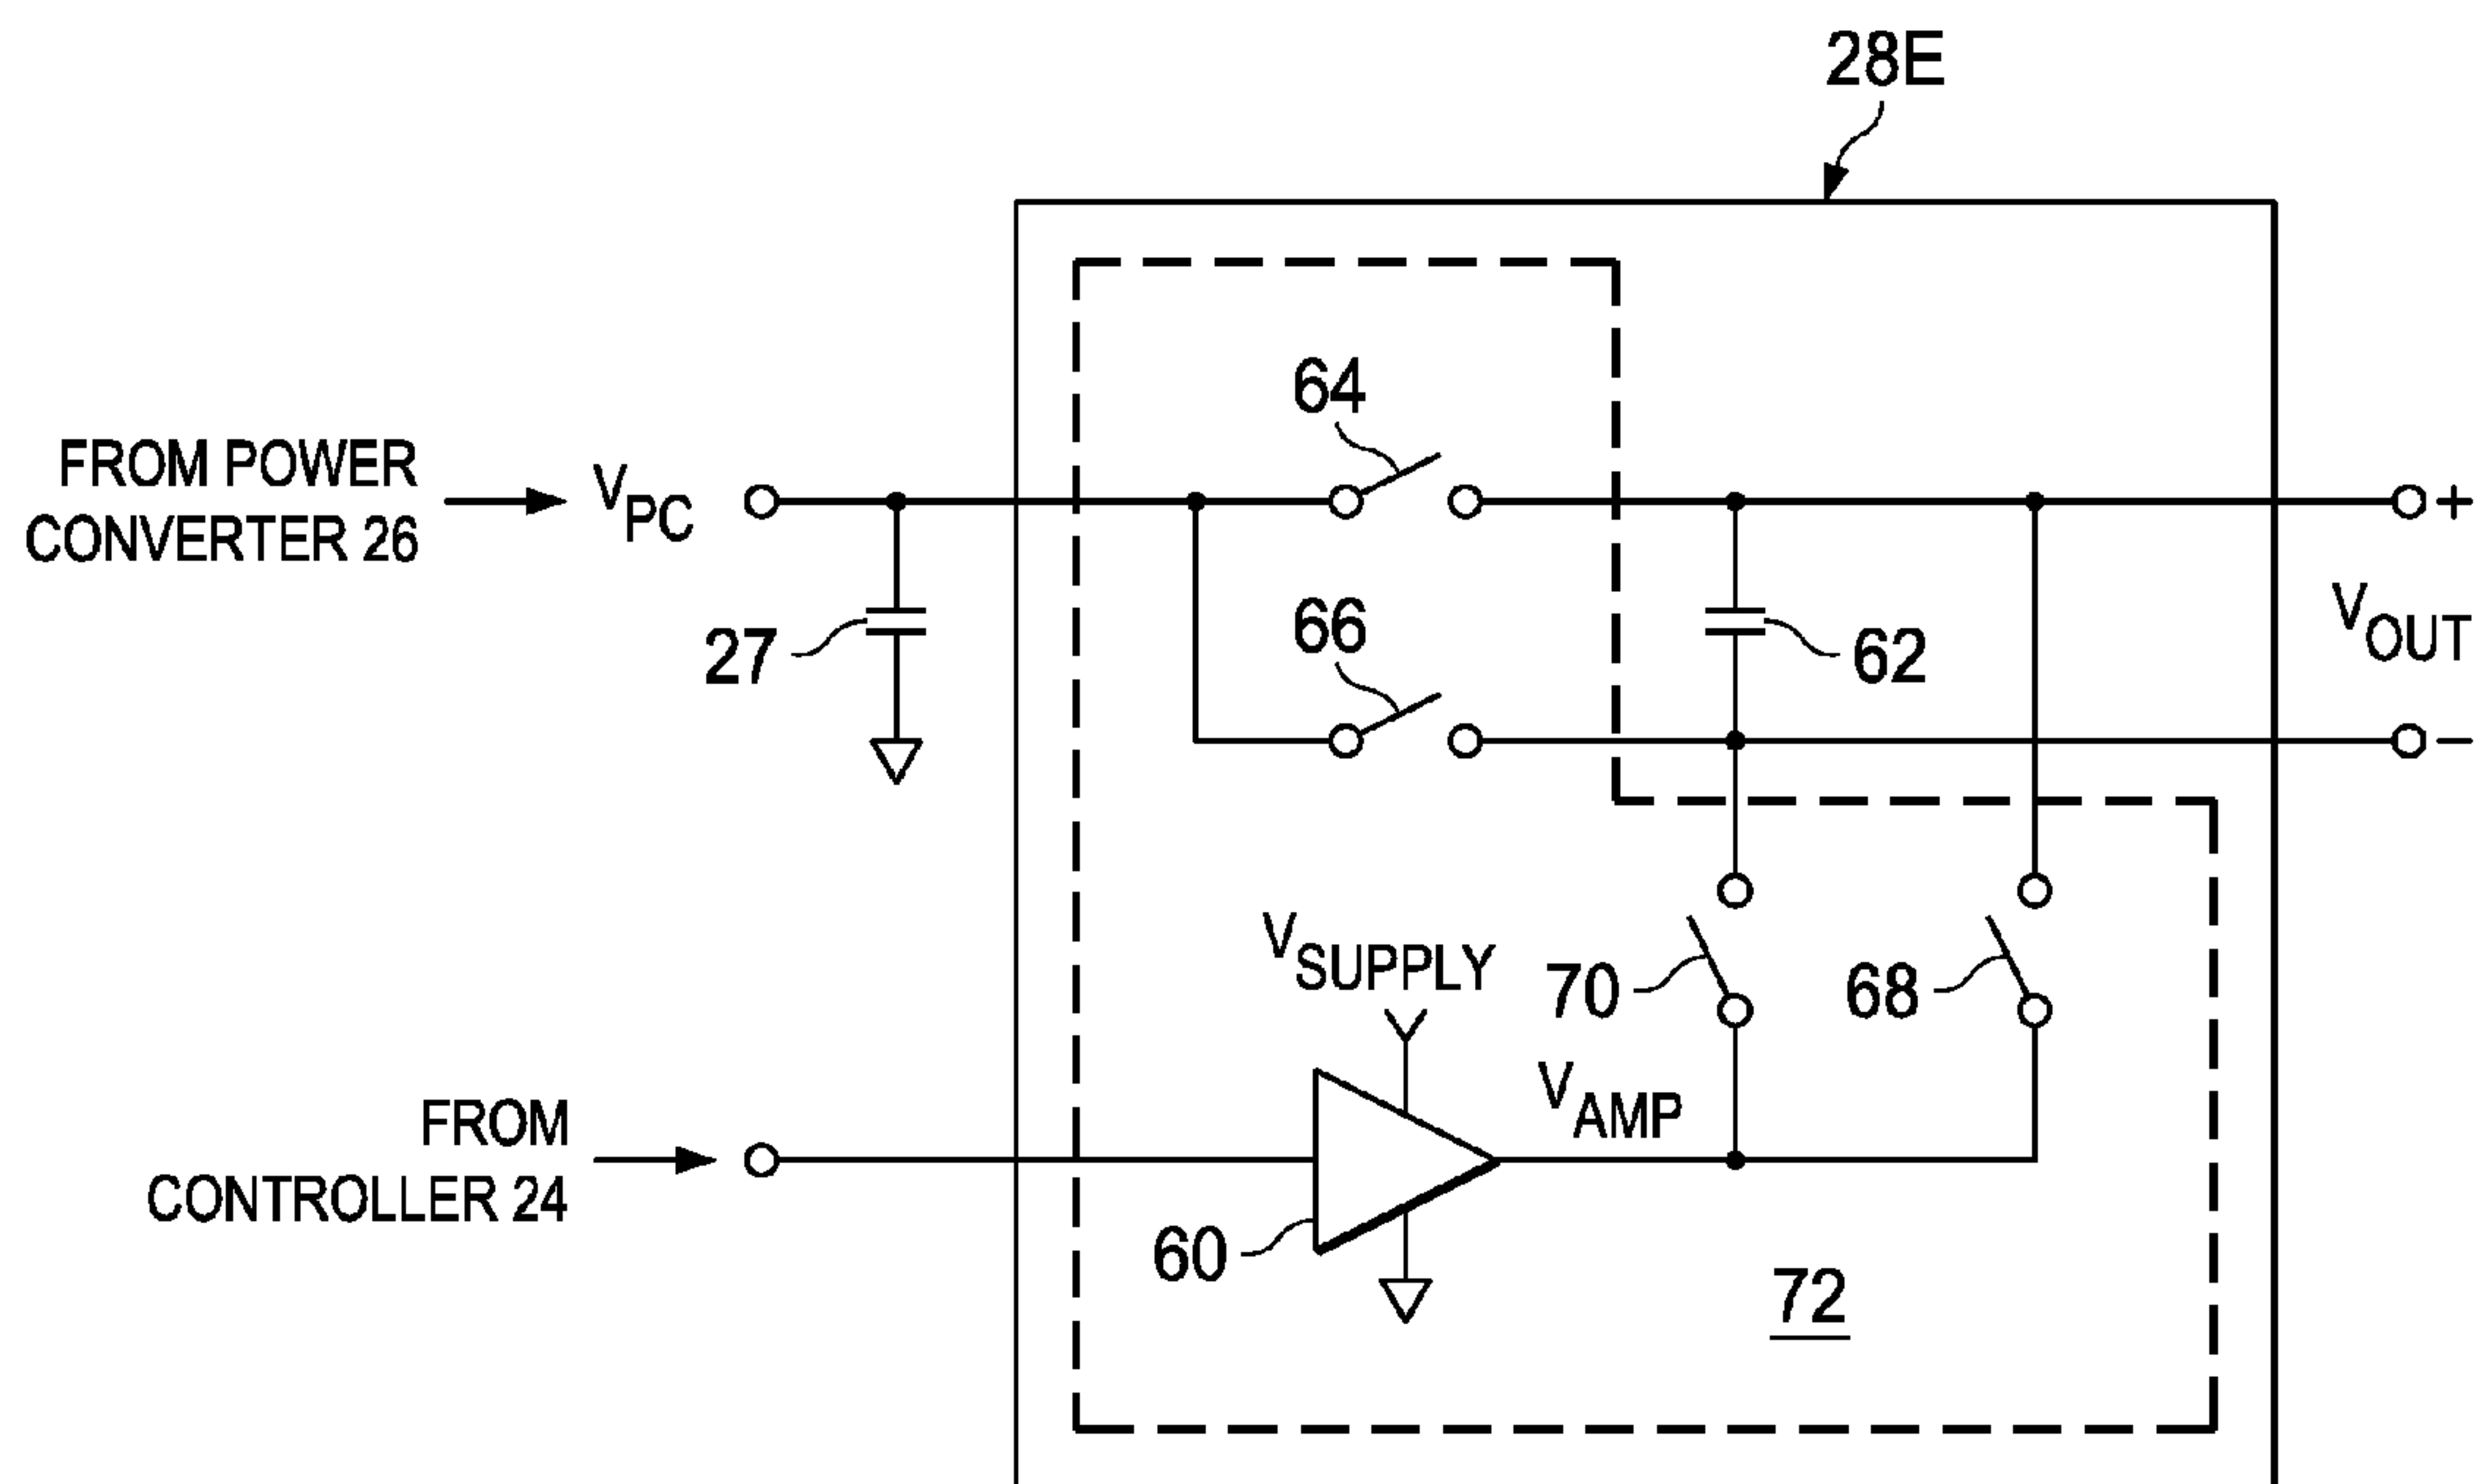 28E
64
FROM POWER
CONVERTER 26
VPC
27
66
62
+
VOUT
−
VSUPPLY
70
68
VAMP
FROM
CONTROLLER 24
60
72